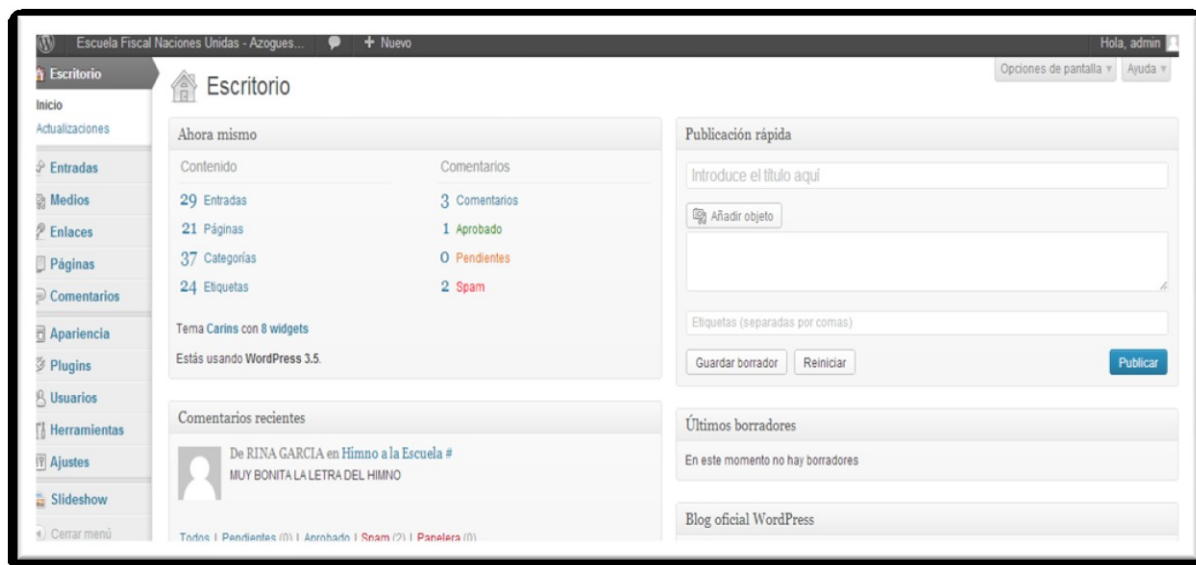 Escuela Fiscal Naciones Unidas - Azogues... + Nuevo Hola, admin
Escritorio
Inicio
Actualizaciones
Entradas
Medios
Enlaces
Páginas
Comentarios
Apariencia
Plugins
Usuarios
Herramientas
Ajustes
Slideshow
Cerrar menú
Opciones de pantalla Ayuda
Escritorio
Ahora mismo
Contenido Comentarios
29 Entradas 3 Comentarios
21 Páginas 1 Aprobado
37 Categorías 0 Pendientes
24 Etiquetas 2 Spam
Tema Carins con 8 widgets
Estás usando WordPress 3.5.
Comentarios recientes
De RINA GARCIA en Himno a la Escuela #
MUY BONITA LA LETRA DEL HIMNO
Todos | Pendientes (0) | Aprobado | Spam (2) | Papelera (0)
Publicación rápida
Introduce el título aquí
Añadir objeto
Etiquetas (separadas por comas)
Guardar borrador Reiniciar Publicar
Últimos borradores
En este momento no hay borradores
Blog oficial WordPress